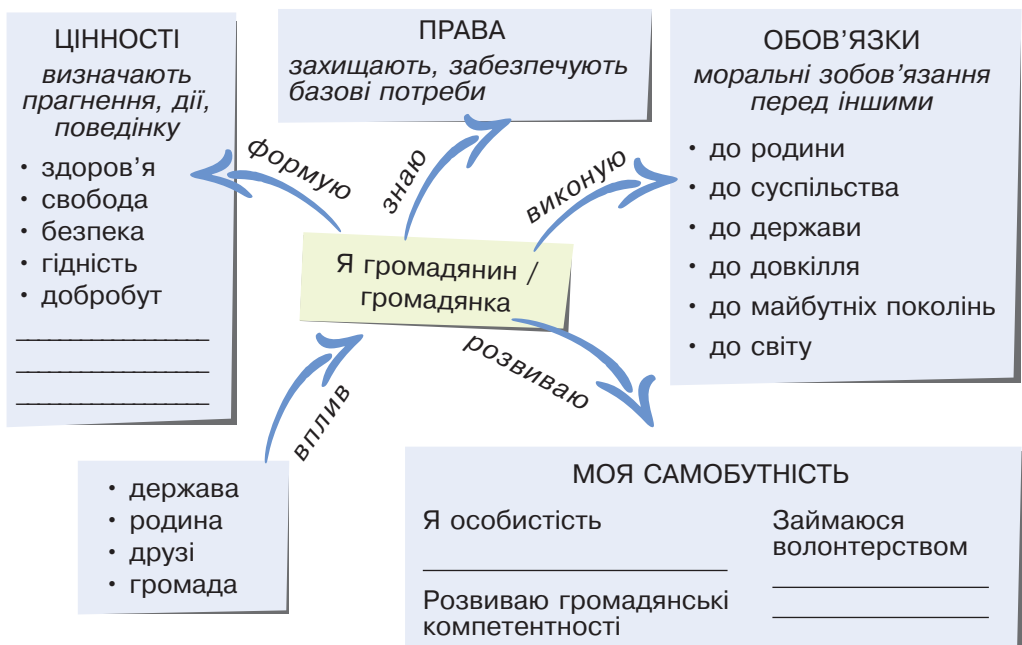 ЦІННОСТІ
визначають
прагнення, дії,
поведінку
• здоров'я
• свобода
• безпека
• гідність
• добробут
ПРАВА
захищають, забезпечують
базові потреби
ОБОВ'ЯЗКИ
моральні зобов'язання
перед іншими
• до родини
• до суспільства
• до держави
• до довкілля
• до майбутніх поколінь
• до світу
формую
знаю
виконую
Я громадянин /
громадянка
розвиваю
вплив
• держава
• родина
• друзі
• громада
МОЯ САМОБУТНІСТЬ
Я особистість
Розвиваю громадянські
компетентності
Займаюся
волонтерством